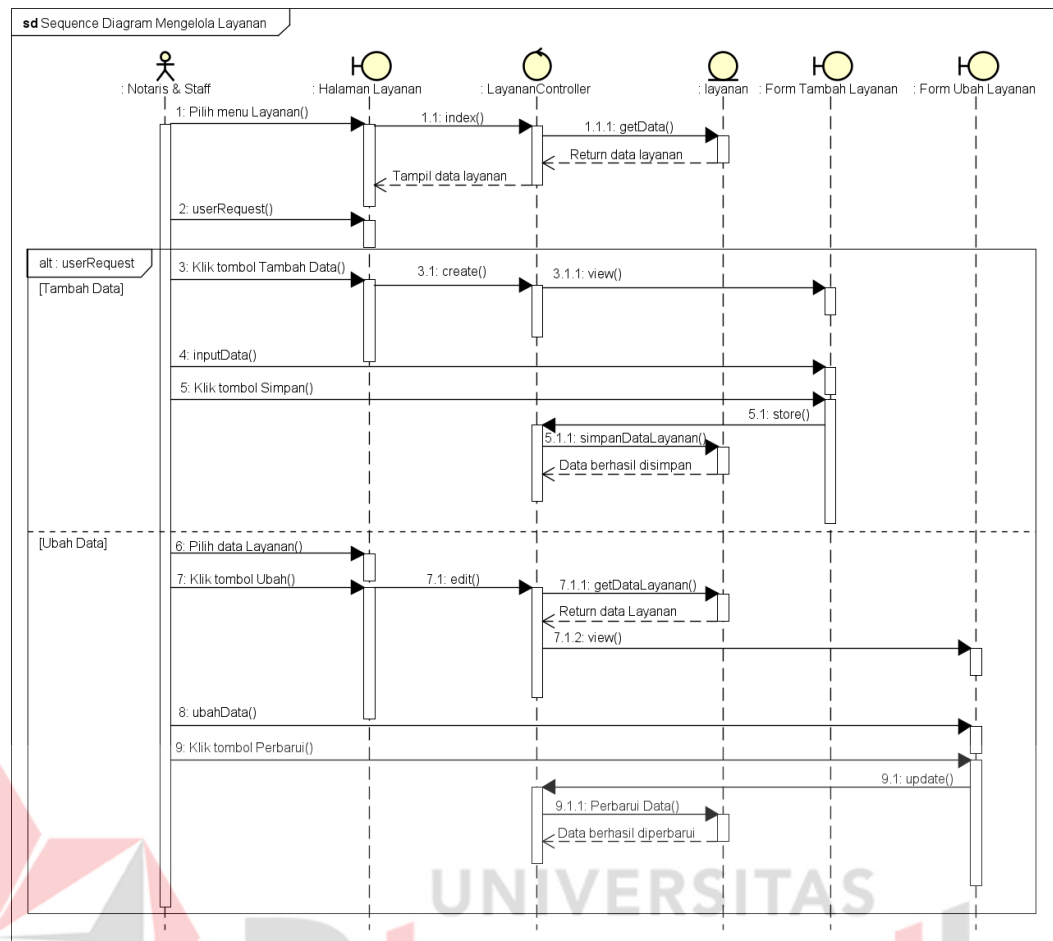 sd Sequence Diagram Mengelola Layanan
: Notaris & Staff
: Halaman Layanan
: LayananController
: layanan
: Form Tambah Layanan
: Form Ubah Layanan
1: Pilih menu Layanan()
1.1: index()
1.1.1: getData()
Return data layanan
Tampil data layanan
2: userRequest()
alt : userRequest
[Tambah Data]
3: Klik tombol Tambah Data()
3.1: create()
3.1.1: view()
4: inputData()
5: Klik tombol Simpan()
5.1: store()
5.1.1: simpanDataLayanan()
Data berhasil disimpan
[Ubah Data]
6: Pilih data Layanan()
7: Klik tombol Ubah()
7.1: edit()
7.1.1: getDataLayanan()
Return data Layanan
7.1.2: view()
8: ubahData()
9: Klik tombol Perbarui()
9.1: update()
9.1.1: Perbarui Data()
Data berhasil diperbarui
UNIVERSITAS